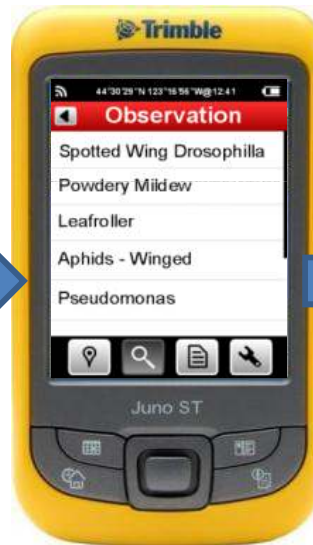 Trimble
44°30'29"N 123°16'56"W@12:41
Observation
Spotted Wing Drosophilla
Powdery Mildew
Leafroller
Aphids - Winged
Pseudomonas
Juno ST